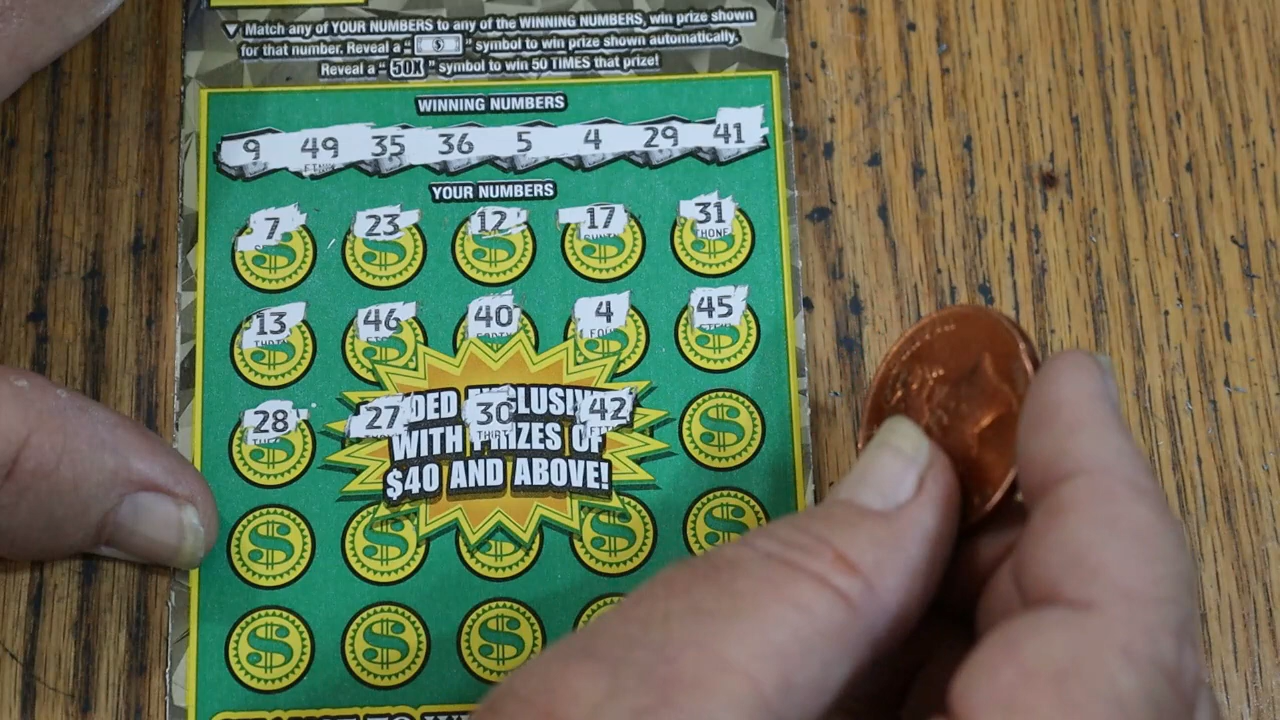 ▼ Match any of YOUR NUMBERS to any of the WINNING NUMBERS, win prize shown
for that number. Reveal a "$" symbol to win prize shown automatically.
Reveal a "50X" symbol to win 50 TIMES that prize!
WINNING NUMBERS
9 49 35 36 5 4 29 41
YOUR NUMBERS
7 23 12 17 31
13 46 40 4 45
28 27 30 42
WITH PRIZES OF
$40 AND ABOVE!